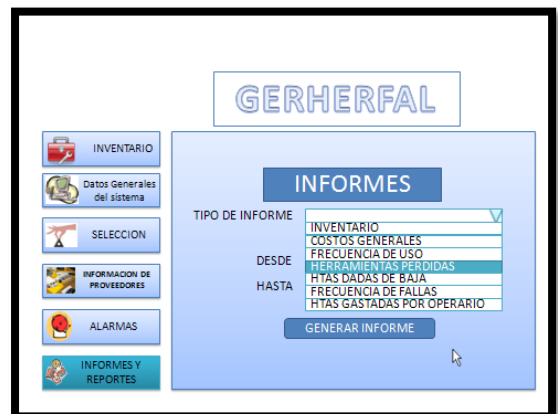 GERHERFAL
INVENTARIO
Datos Generales
del sistema
SELECCION
INFORMACION DE
PROVEEDORES
ALARMAS
INFORMES Y
REPORTES
INFORMES
TIPO DE INFORME
INVENTARIO
COSTOS GENERALES
FRECUENCIA DE USO
HERRAMIENTAS PERDIDAS
HTAS DADAS DE BAJA
FRECUENCIA DE FALLAS
HTAS GASTADAS POR OPERARIO
DESDE
HASTA
GENERAR INFORME